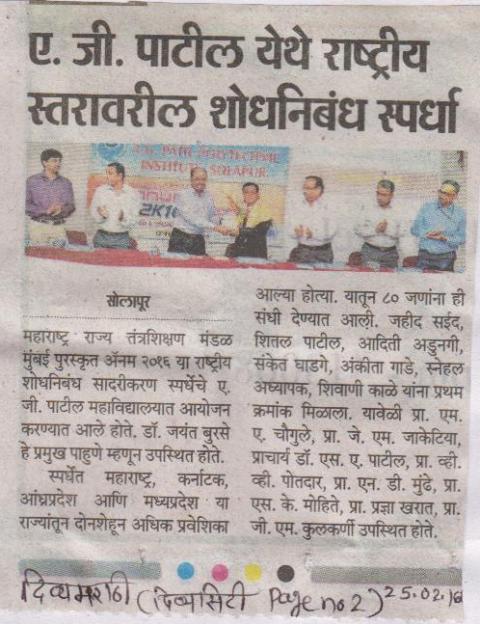 ए. जी. पाटील येथे राष्ट्रीय
स्तरावरील शोधनिबंध स्पर्धा
A.G. PATIL POLYTECHNIC
INSTITUTE, SOLAPUR.
2K16
सोलापूर
महाराष्ट्र राज्य तंत्रशिक्षण मंडळ
मुंबई पुरस्कृत ॲनम २०१६ या राष्ट्रीय
शोधनिबंध सादरीकरण स्पर्धेचे ए.
जी. पाटील महाविद्यालयात आयोजन
करण्यात आले होते. डॉ. जयंत बुरसे
हे प्रमुख पाहुणे म्हणून उपस्थित होते.
स्पर्धेत महाराष्ट्र, कर्नाटक,
आंध्रप्रदेश आणि मध्यप्रदेश या
राज्यांतून दोनशेहून अधिक प्रवेशिका
आल्या होत्या. यातून ८० जणांना ही
संधी देण्यात आली. जहीद सईद,
शितल पाटील, आदिती अडुनगी,
संकेत घाडगे, अंकीता गाडे, स्नेहल
अध्यापक, शिवाणी काळे यांना प्रथम
क्रमांक मिळाला. यावेळी प्रा. एम.
ए. चौगुले, प्रा. जे. एम. जाकेटिया,
प्राचार्य डॉ. एस. ए. पाटील, प्रा. व्ही.
व्ही. पोतदार, प्रा. एन. डी. मुंढे, प्रा.
एस. के. मोहिते, प्रा. प्रज्ञा खरात, प्रा.
जी. एम. कुलकर्णी उपस्थित होते.
दिव्यमराठी (दिव्यसिटी Page no 2) 25.02.16